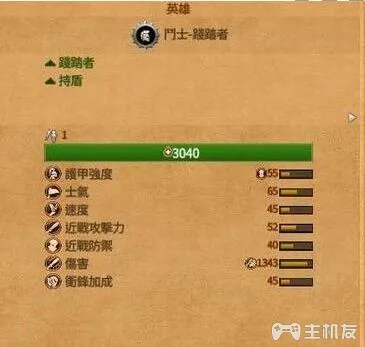 英雄
鬥士-踐踏者
踐踏者
持盾
1
3040
護甲強度 55
士氣 65
速度 45
近戰攻擊力 52
近戰防禦 40
傷害 1343
衝鋒加成 45
主机友